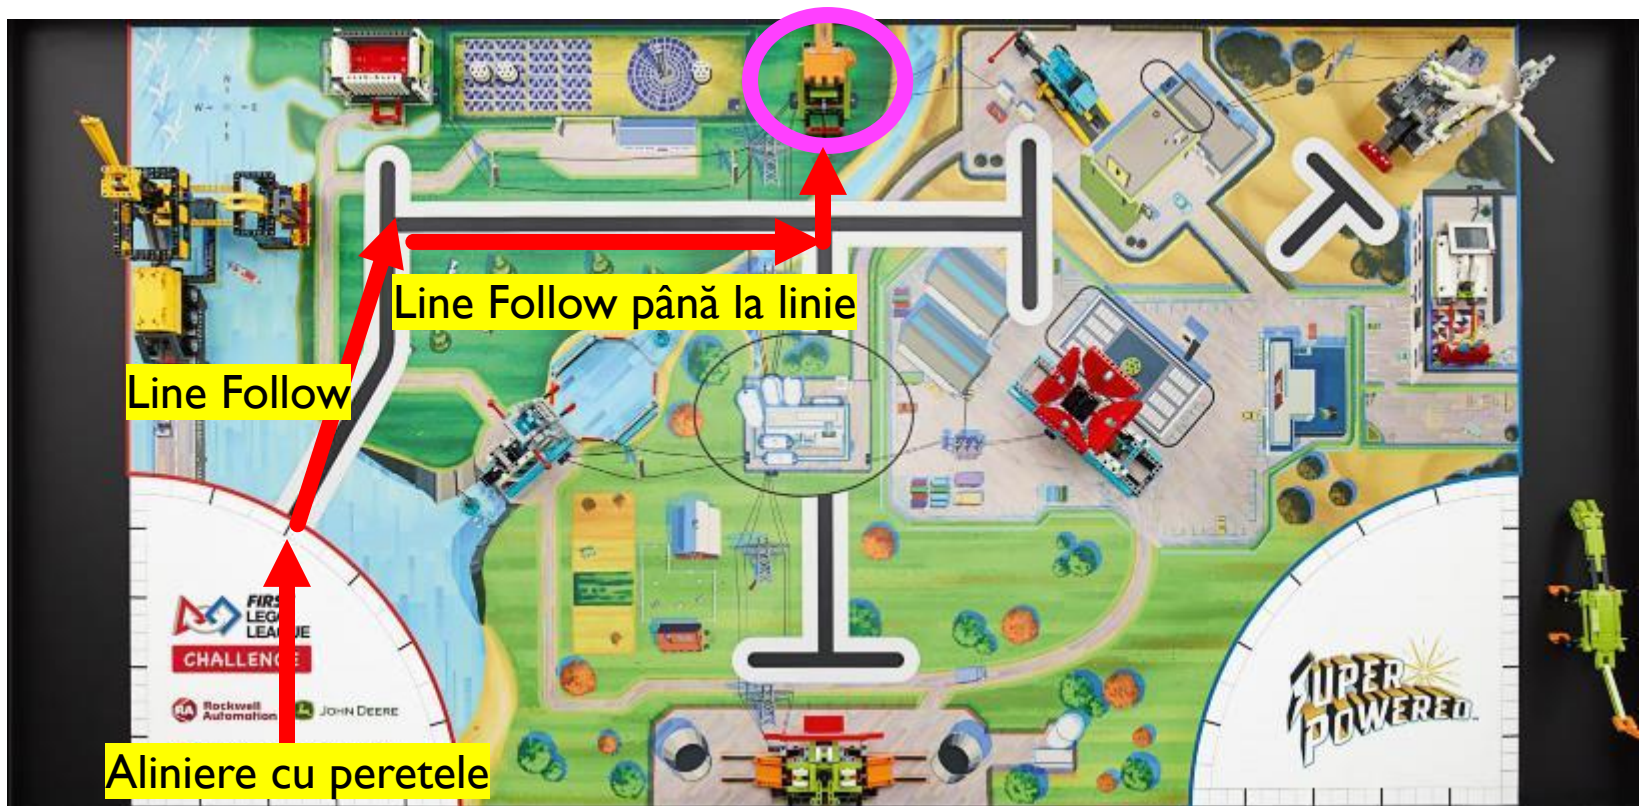 Line Follow până la linie
Line Follow
FIRST
LEGO
LEAGUE
CHALLENGE
Rockwell
Automation
JOHN DEERE
Aliniere cu peretele
SUPER
POWERED